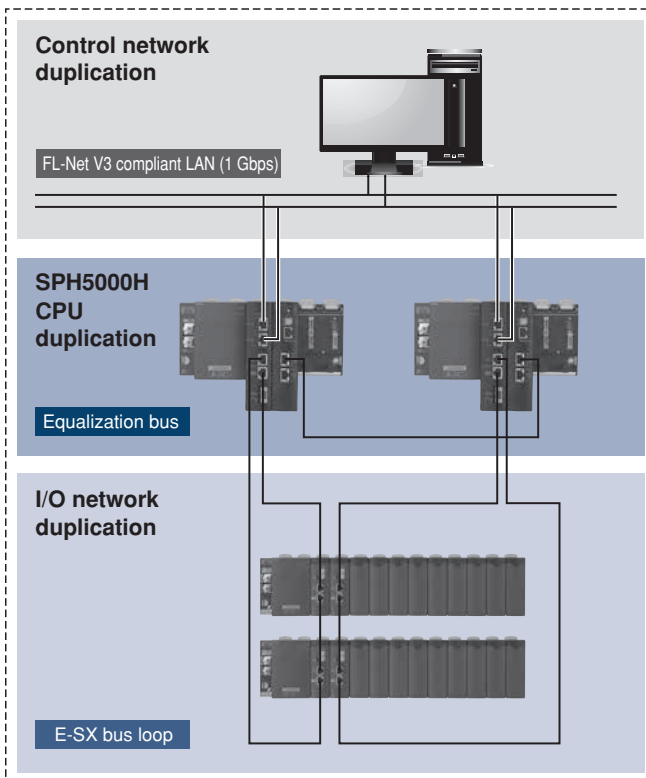 Control network
duplication
FL-Net V3 compliant LAN (1 Gbps)
SPH5000H
CPU
duplication
Equalization bus
I/O network
duplication
E-SX bus loop